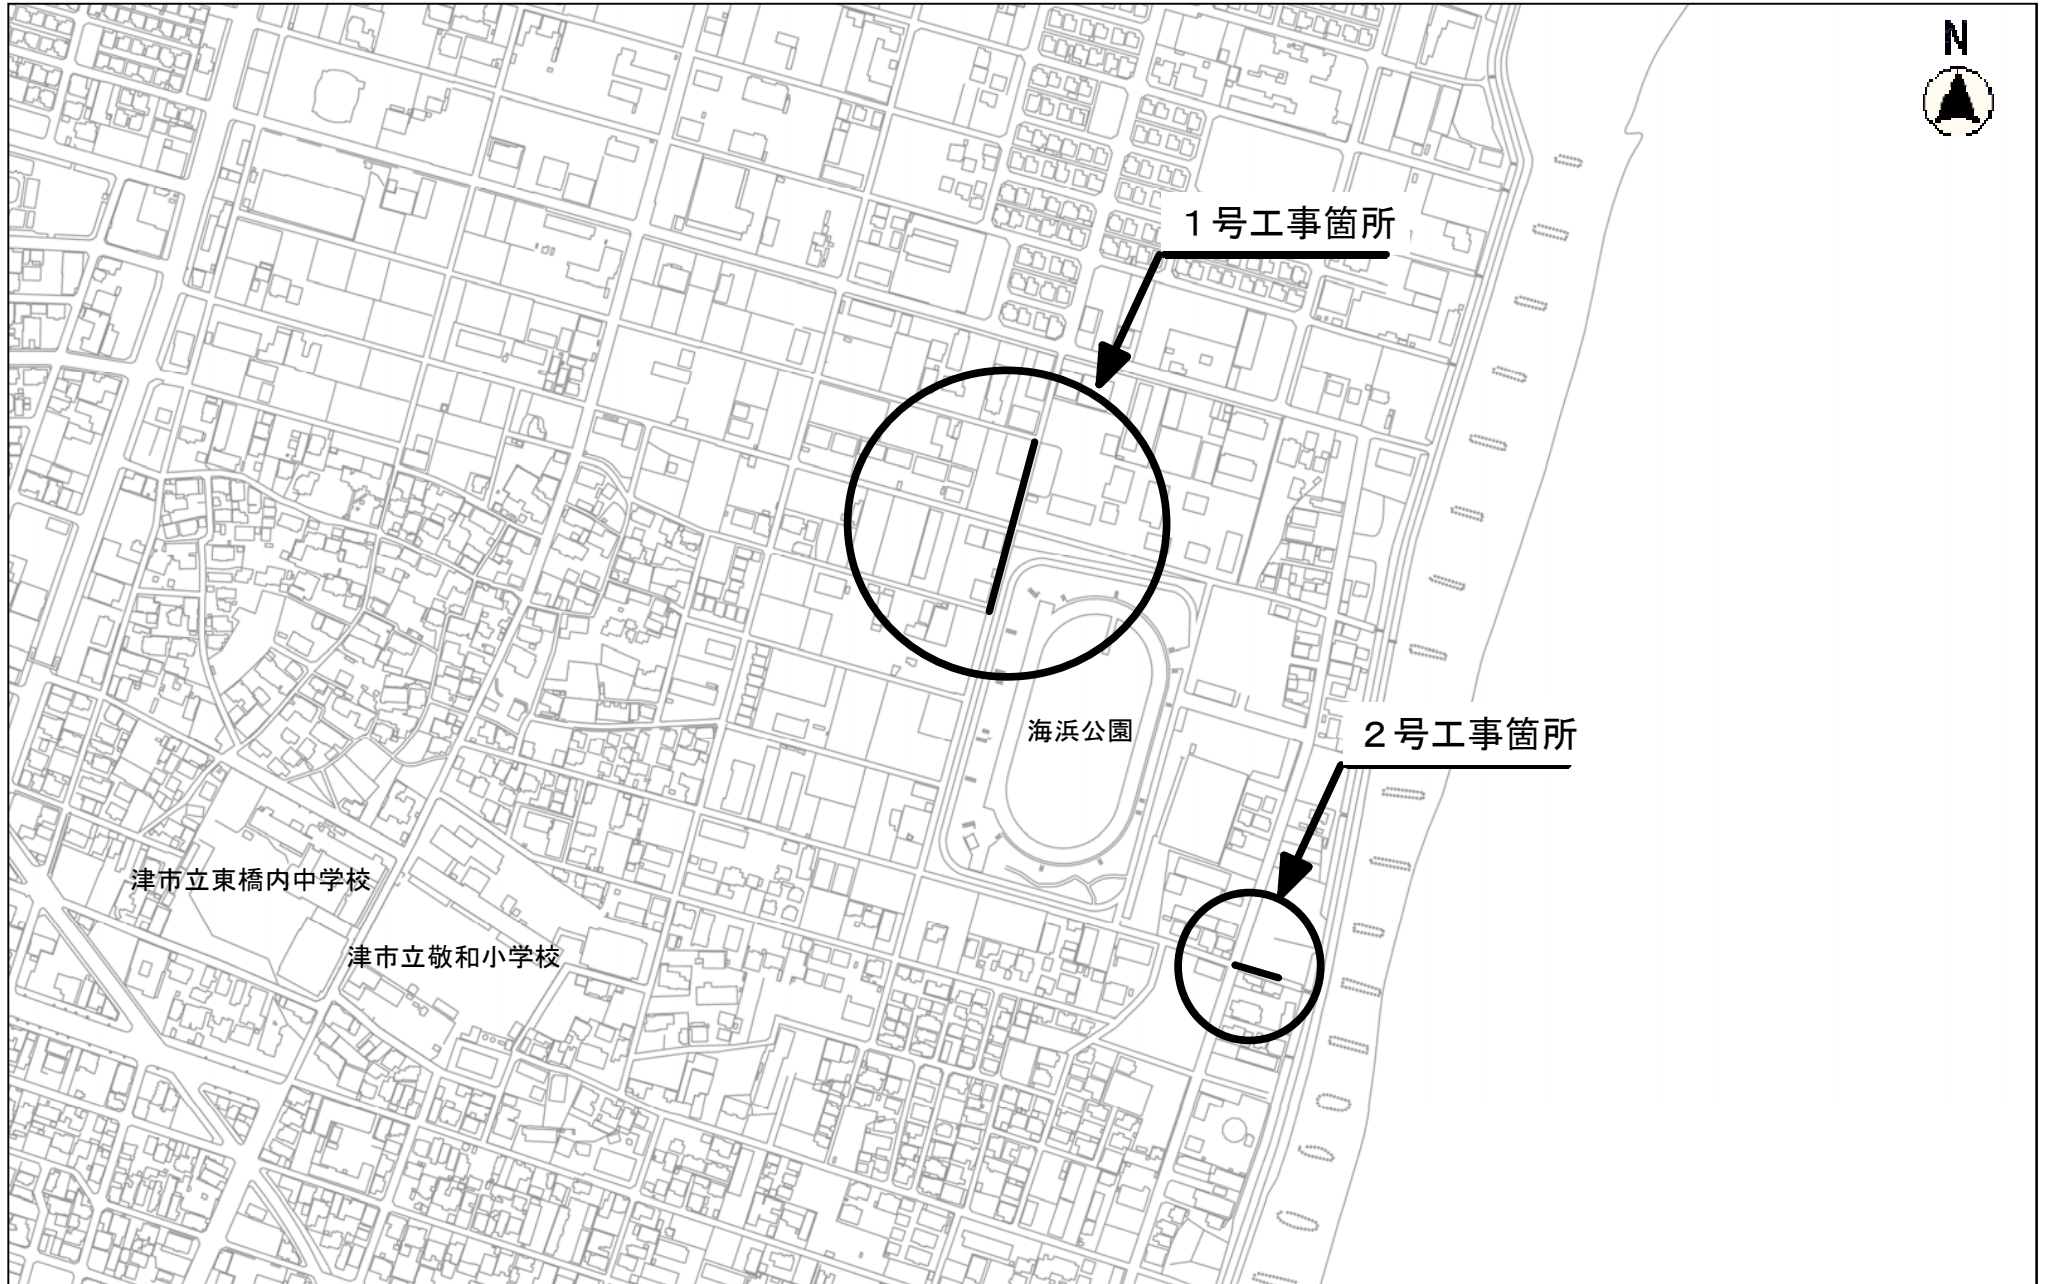 N
１号工事箇所
海浜公園
２号工事箇所
津市立東橋内中学校
津市立敬和小学校